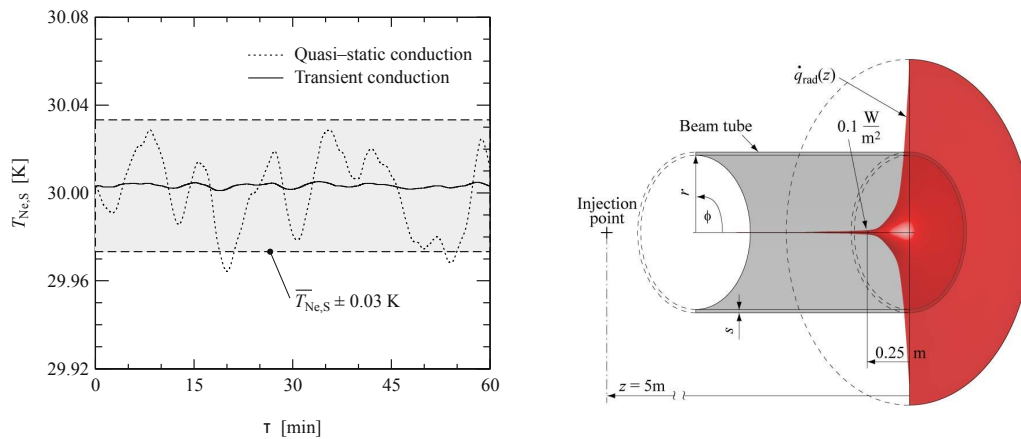 30.08
30.04
30.00
29.96
29.92
T_Ne,S [K]
Quasi–static conduction
Transient conduction
T̅_Ne,S ± 0.03 K
0 15 30 45 60
τ [min]
q̇_rad(z)
0.1 W/m²
Beam tube
Injection
point
r
ϕ
s
0.25 m
z = 5m